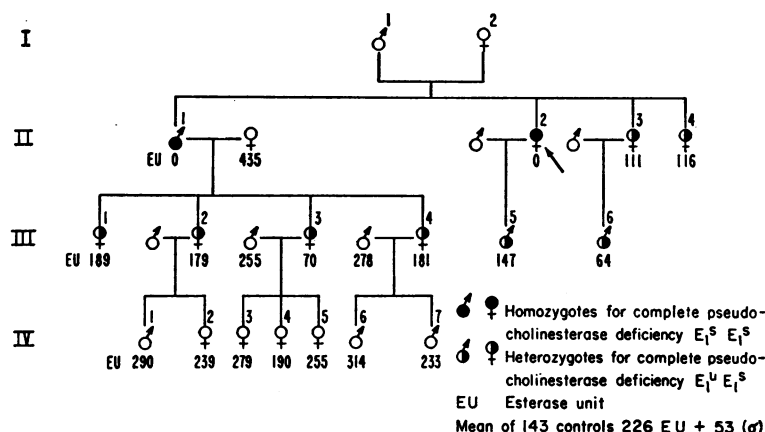 I
1 2
II
1 2 3 4
EU 0 435 0 111 116
III
1 2 3 4 5 6
EU 189 179 255 70 278 181 147 64
IV
1 2 3 4 5 6 7
EU 290 239 279 190 255 314 233
Homozygotes for complete pseudo-
cholinesterase deficiency E₁ˢ E₁ˢ
Heterozygotes for complete pseudo-
cholinesterase deficiency E₁ᵁ E₁ˢ
EU Esterase unit
Mean of 143 controls 226 EU + 53 (σ)